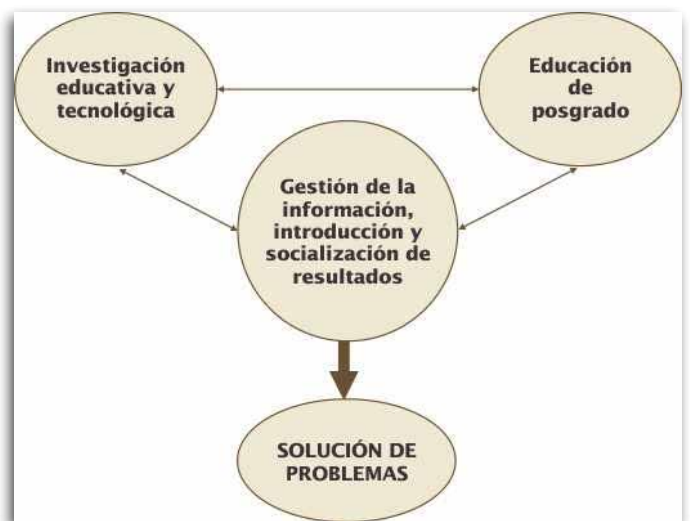 Investigación
educativa y
tecnológica
Educación
de
posgrado
Gestión de la
información,
introducción y
socialización de
resultados
SOLUCIÓN DE
PROBLEMAS